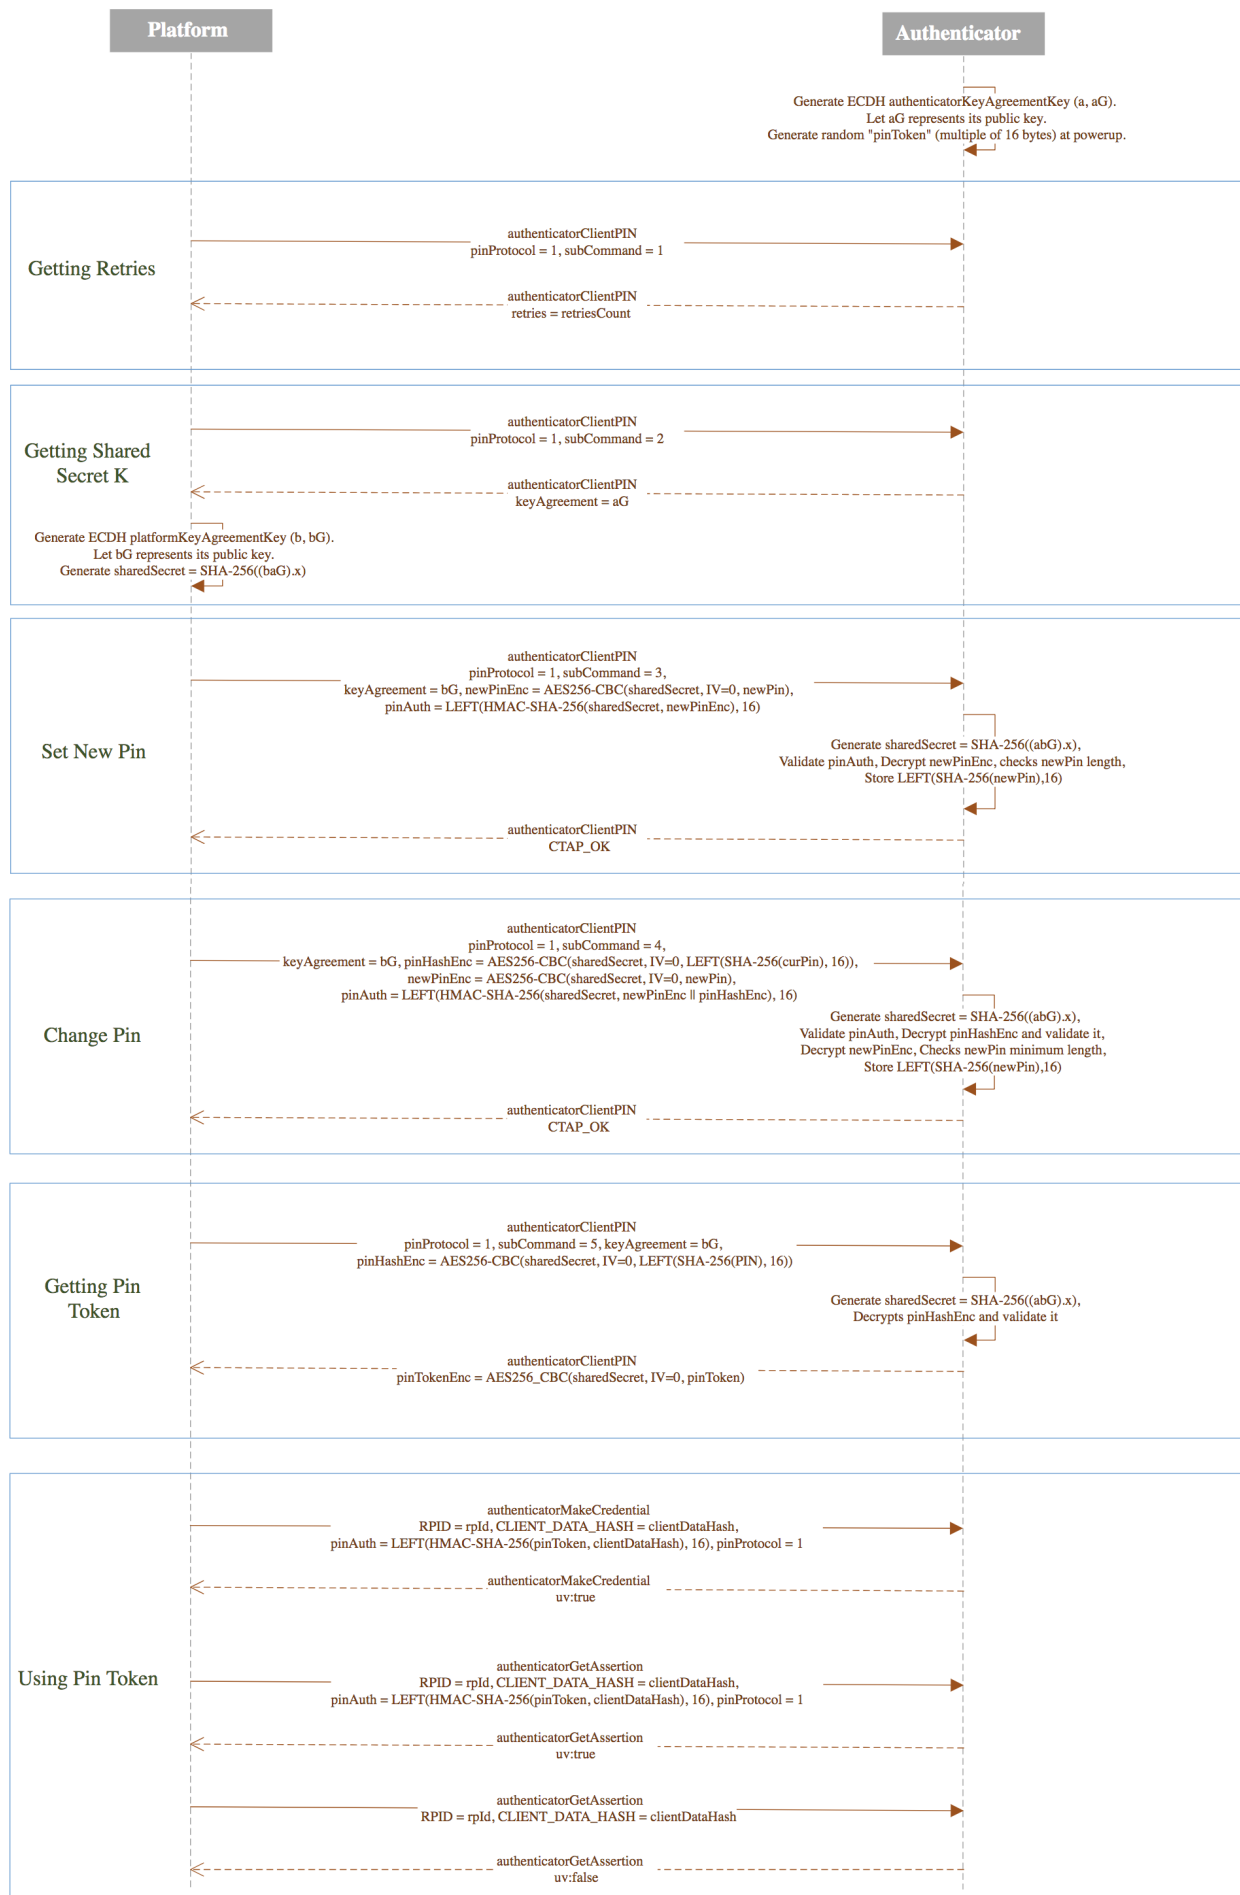 Platform
Authenticator
Generate ECDH authenticatorKeyAgreementKey (a, aG).
Let aG represents its public key.
Generate random "pinToken" (multiple of 16 bytes) at powerup.
Getting Retries
authenticatorClientPIN
pinProtocol = 1, subCommand = 1
authenticatorClientPIN
retries = retriesCount
Getting Shared
Secret K
authenticatorClientPIN
pinProtocol = 1, subCommand = 2
authenticatorClientPIN
keyAgreement = aG
Generate ECDH platformKeyAgreementKey (b, bG).
Let bG represents its public key.
Generate sharedSecret = SHA-256((baG).x)
Set New Pin
authenticatorClientPIN
pinProtocol = 1, subCommand = 3,
keyAgreement = bG, newPinEnc = AES256-CBC(sharedSecret, IV=0, newPin),
pinAuth = LEFT(HMAC-SHA-256(sharedSecret, newPinEnc), 16)
Generate sharedSecret = SHA-256((abG).x),
Validate pinAuth, Decrypt newPinEnc, checks newPin length,
Store LEFT(SHA-256(newPin),16)
authenticatorClientPIN
CTAP_OK
Change Pin
authenticatorClientPIN
pinProtocol = 1, subCommand = 4,
keyAgreement = bG, pinHashEnc = AES256-CBC(sharedSecret, IV=0, LEFT(SHA-256(curPin), 16)),
newPinEnc = AES256-CBC(sharedSecret, IV=0, newPin),
pinAuth = LEFT(HMAC-SHA-256(sharedSecret, newPinEnc || pinHashEnc), 16)
Generate sharedSecret = SHA-256((abG).x),
Validate pinAuth, Decrypt pinHashEnc and validate it,
Decrypt newPinEnc, Checks newPin minimum length,
Store LEFT(SHA-256(newPin),16)
authenticatorClientPIN
CTAP_OK
Getting Pin
Token
authenticatorClientPIN
pinProtocol = 1, subCommand = 5, keyAgreement = bG,
pinHashEnc = AES256-CBC(sharedSecret, IV=0, LEFT(SHA-256(PIN), 16))
Generate sharedSecret = SHA-256((abG).x),
Decrypts pinHashEnc and validate it
authenticatorClientPIN
pinTokenEnc = AES256_CBC(sharedSecret, IV=0, pinToken)
Using Pin Token
authenticatorMakeCredential
RPID = rpId, CLIENT_DATA_HASH = clientDataHash,
pinAuth = LEFT(HMAC-SHA-256(pinToken, clientDataHash), 16), pinProtocol = 1
authenticatorMakeCredential
uv:true
authenticatorGetAssertion
RPID = rpId, CLIENT_DATA_HASH = clientDataHash,
pinAuth = LEFT(HMAC-SHA-256(pinToken, clientDataHash), 16), pinProtocol = 1
authenticatorGetAssertion
uv:true
authenticatorGetAssertion
RPID = rpId, CLIENT_DATA_HASH = clientDataHash
authenticatorGetAssertion
uv:false